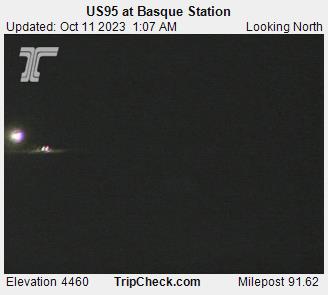 US95 at Basque Station
Updated: Oct 11 2023 1:07 AM Looking North
Elevation 4460 TripCheck.com Milepost 91.62